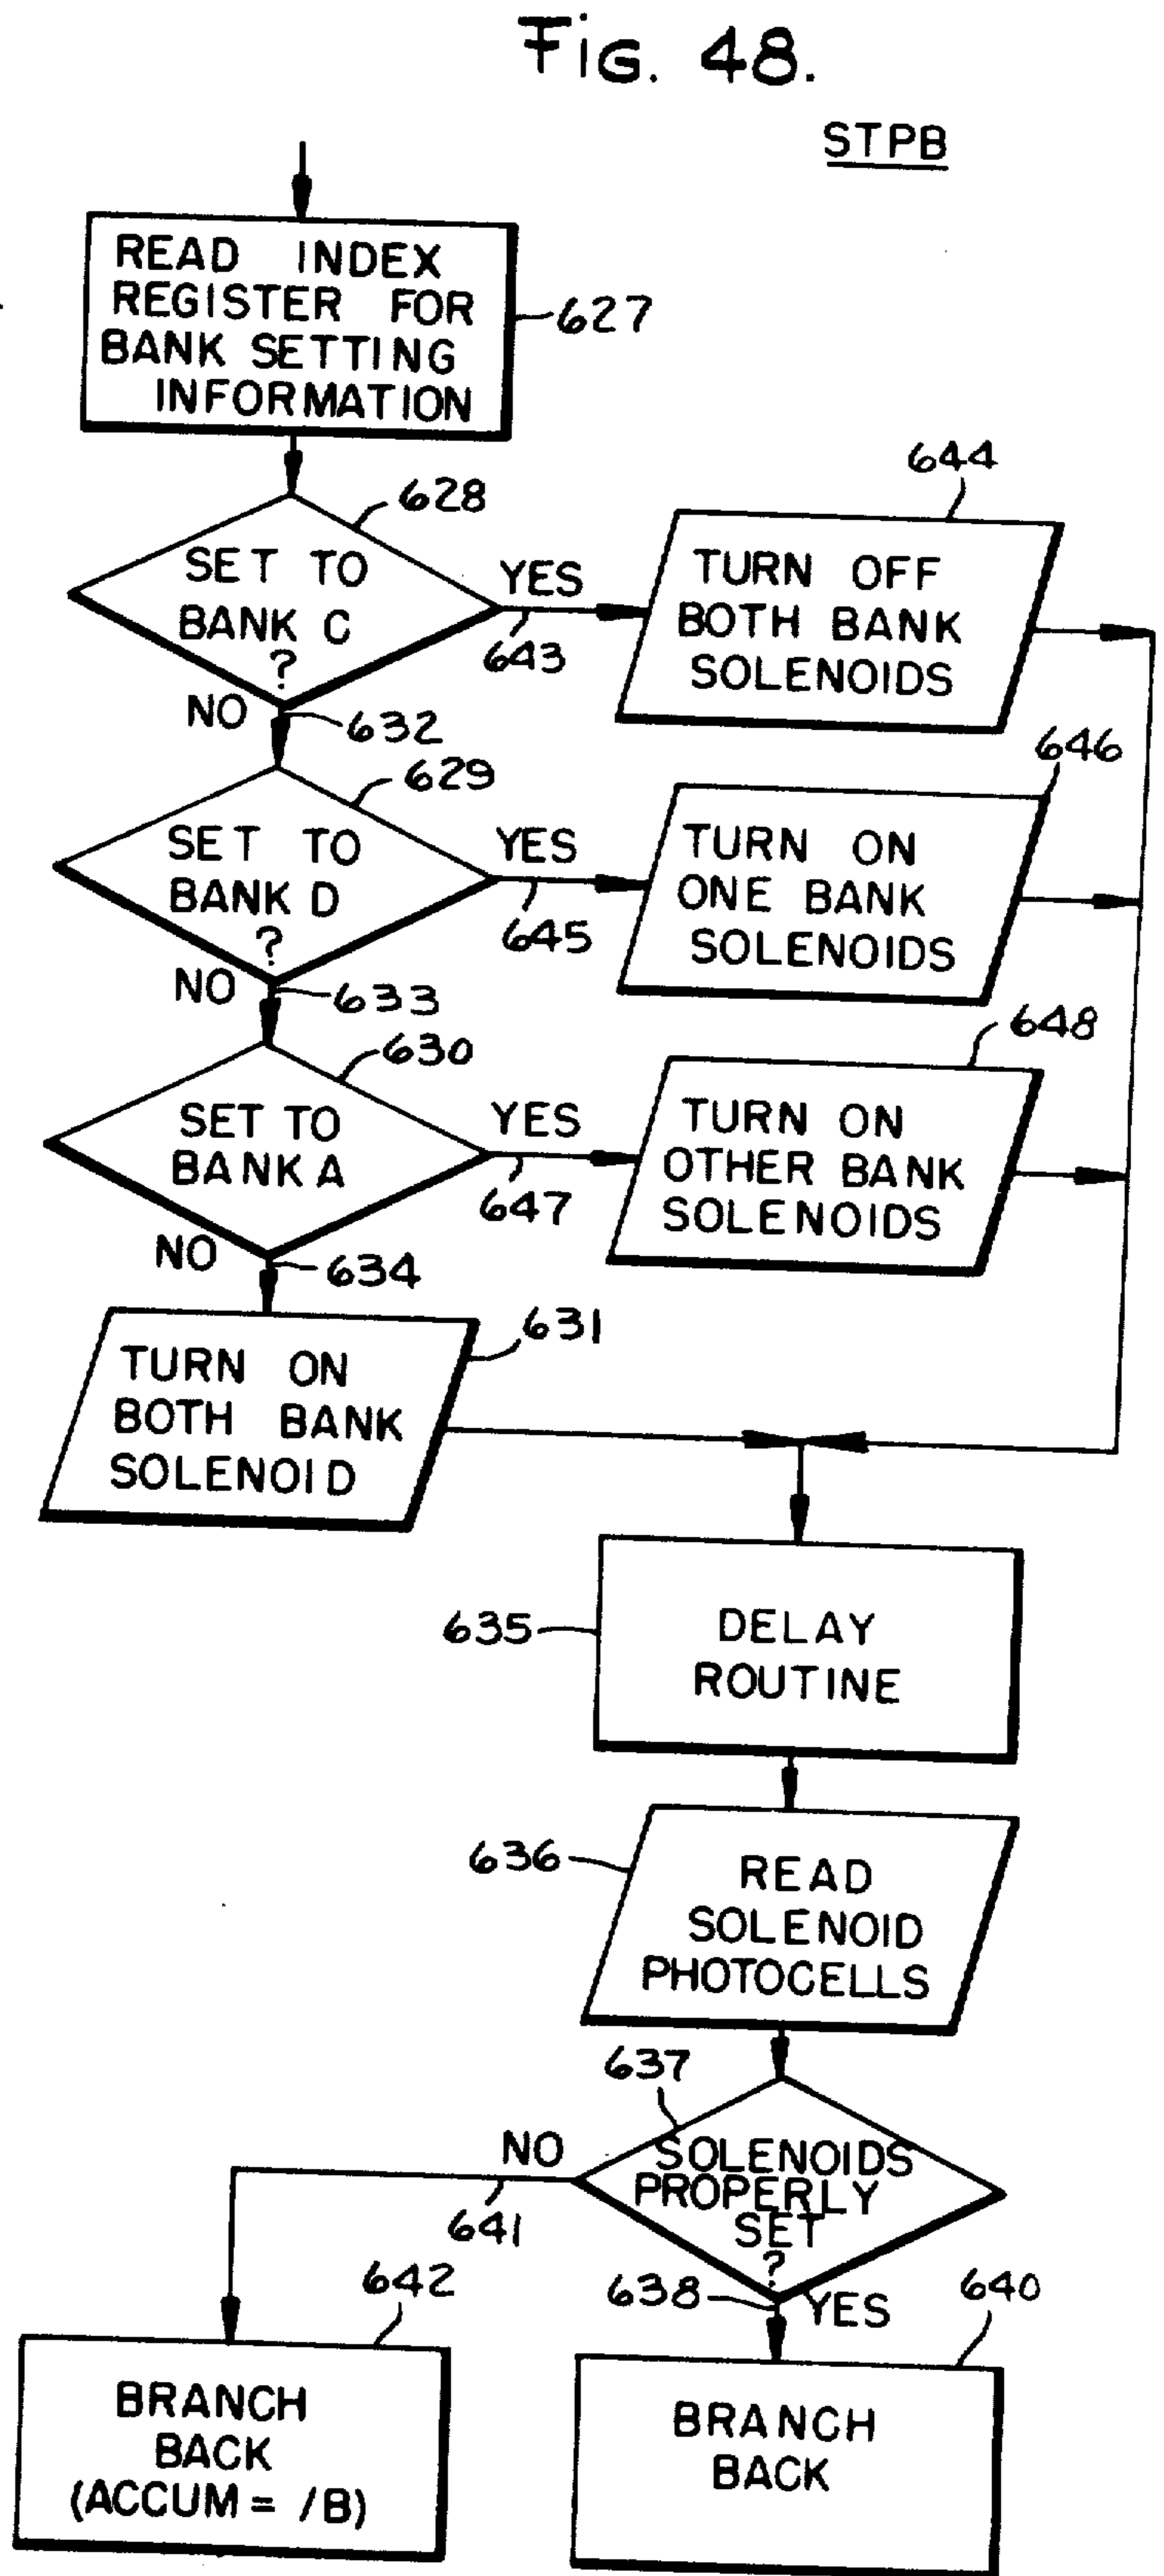 Fig. 48.
STPB
READ INDEX
REGISTER FOR
BANK SETTING
INFORMATION
627
628
SET TO
BANK C
?
YES
643
NO
632
644
TURN OFF
BOTH BANK
SOLENOIDS
629
SET TO
BANK D
?
YES
645
NO
633
646
TURN ON
ONE BANK
SOLENOIDS
630
SET TO
BANK A
YES
647
NO
634
648
TURN ON
OTHER BANK
SOLENOIDS
631
TURN ON
BOTH BANK
SOLENOID
635
DELAY
ROUTINE
636
READ
SOLENOID
PHOTOCELLS
637
SOLENOIDS
PROPERLY
SET
?
NO
641
638
YES
642
BRANCH
BACK
(ACCUM = /B)
640
BRANCH
BACK